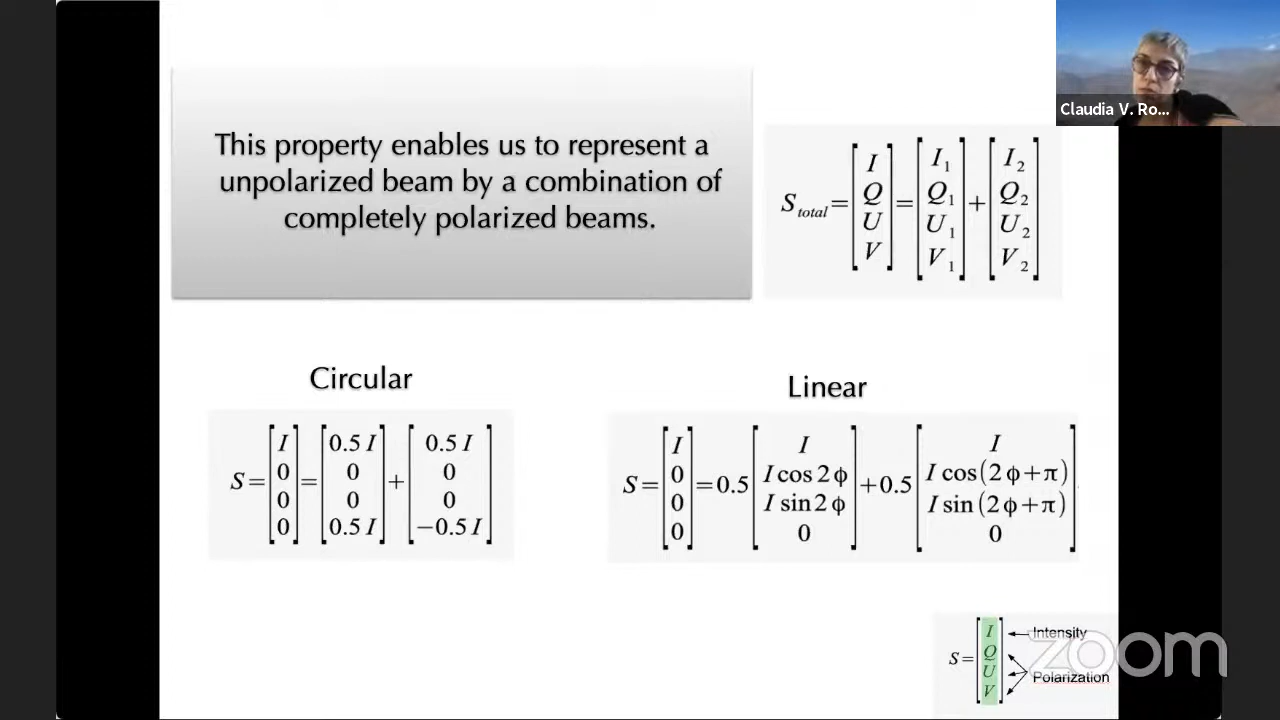 Claudia V. Ro...
This property enables us to represent a
unpolarized beam by a combination of
completely polarized beams.
S_total = [I Q U V] = [I₁ Q₁ U₁ V₁] + [I₂ Q₂ U₂ V₂]
Circular
S = [I 0 0 0] = [0.5 I 0 0 0.5 I] + [0.5 I 0 0 −0.5 I]
Linear
S = [I 0 0 0] = 0.5 [I I cos 2ϕ I sin 2ϕ 0] + 0.5 [I I cos(2ϕ+π) I sin(2ϕ+π) 0]
S = [I Q U V]
Intensity
Polarization
zoom